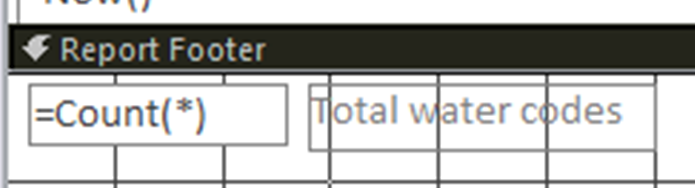 Now()
Report Footer
=Count(*)
Total water codes